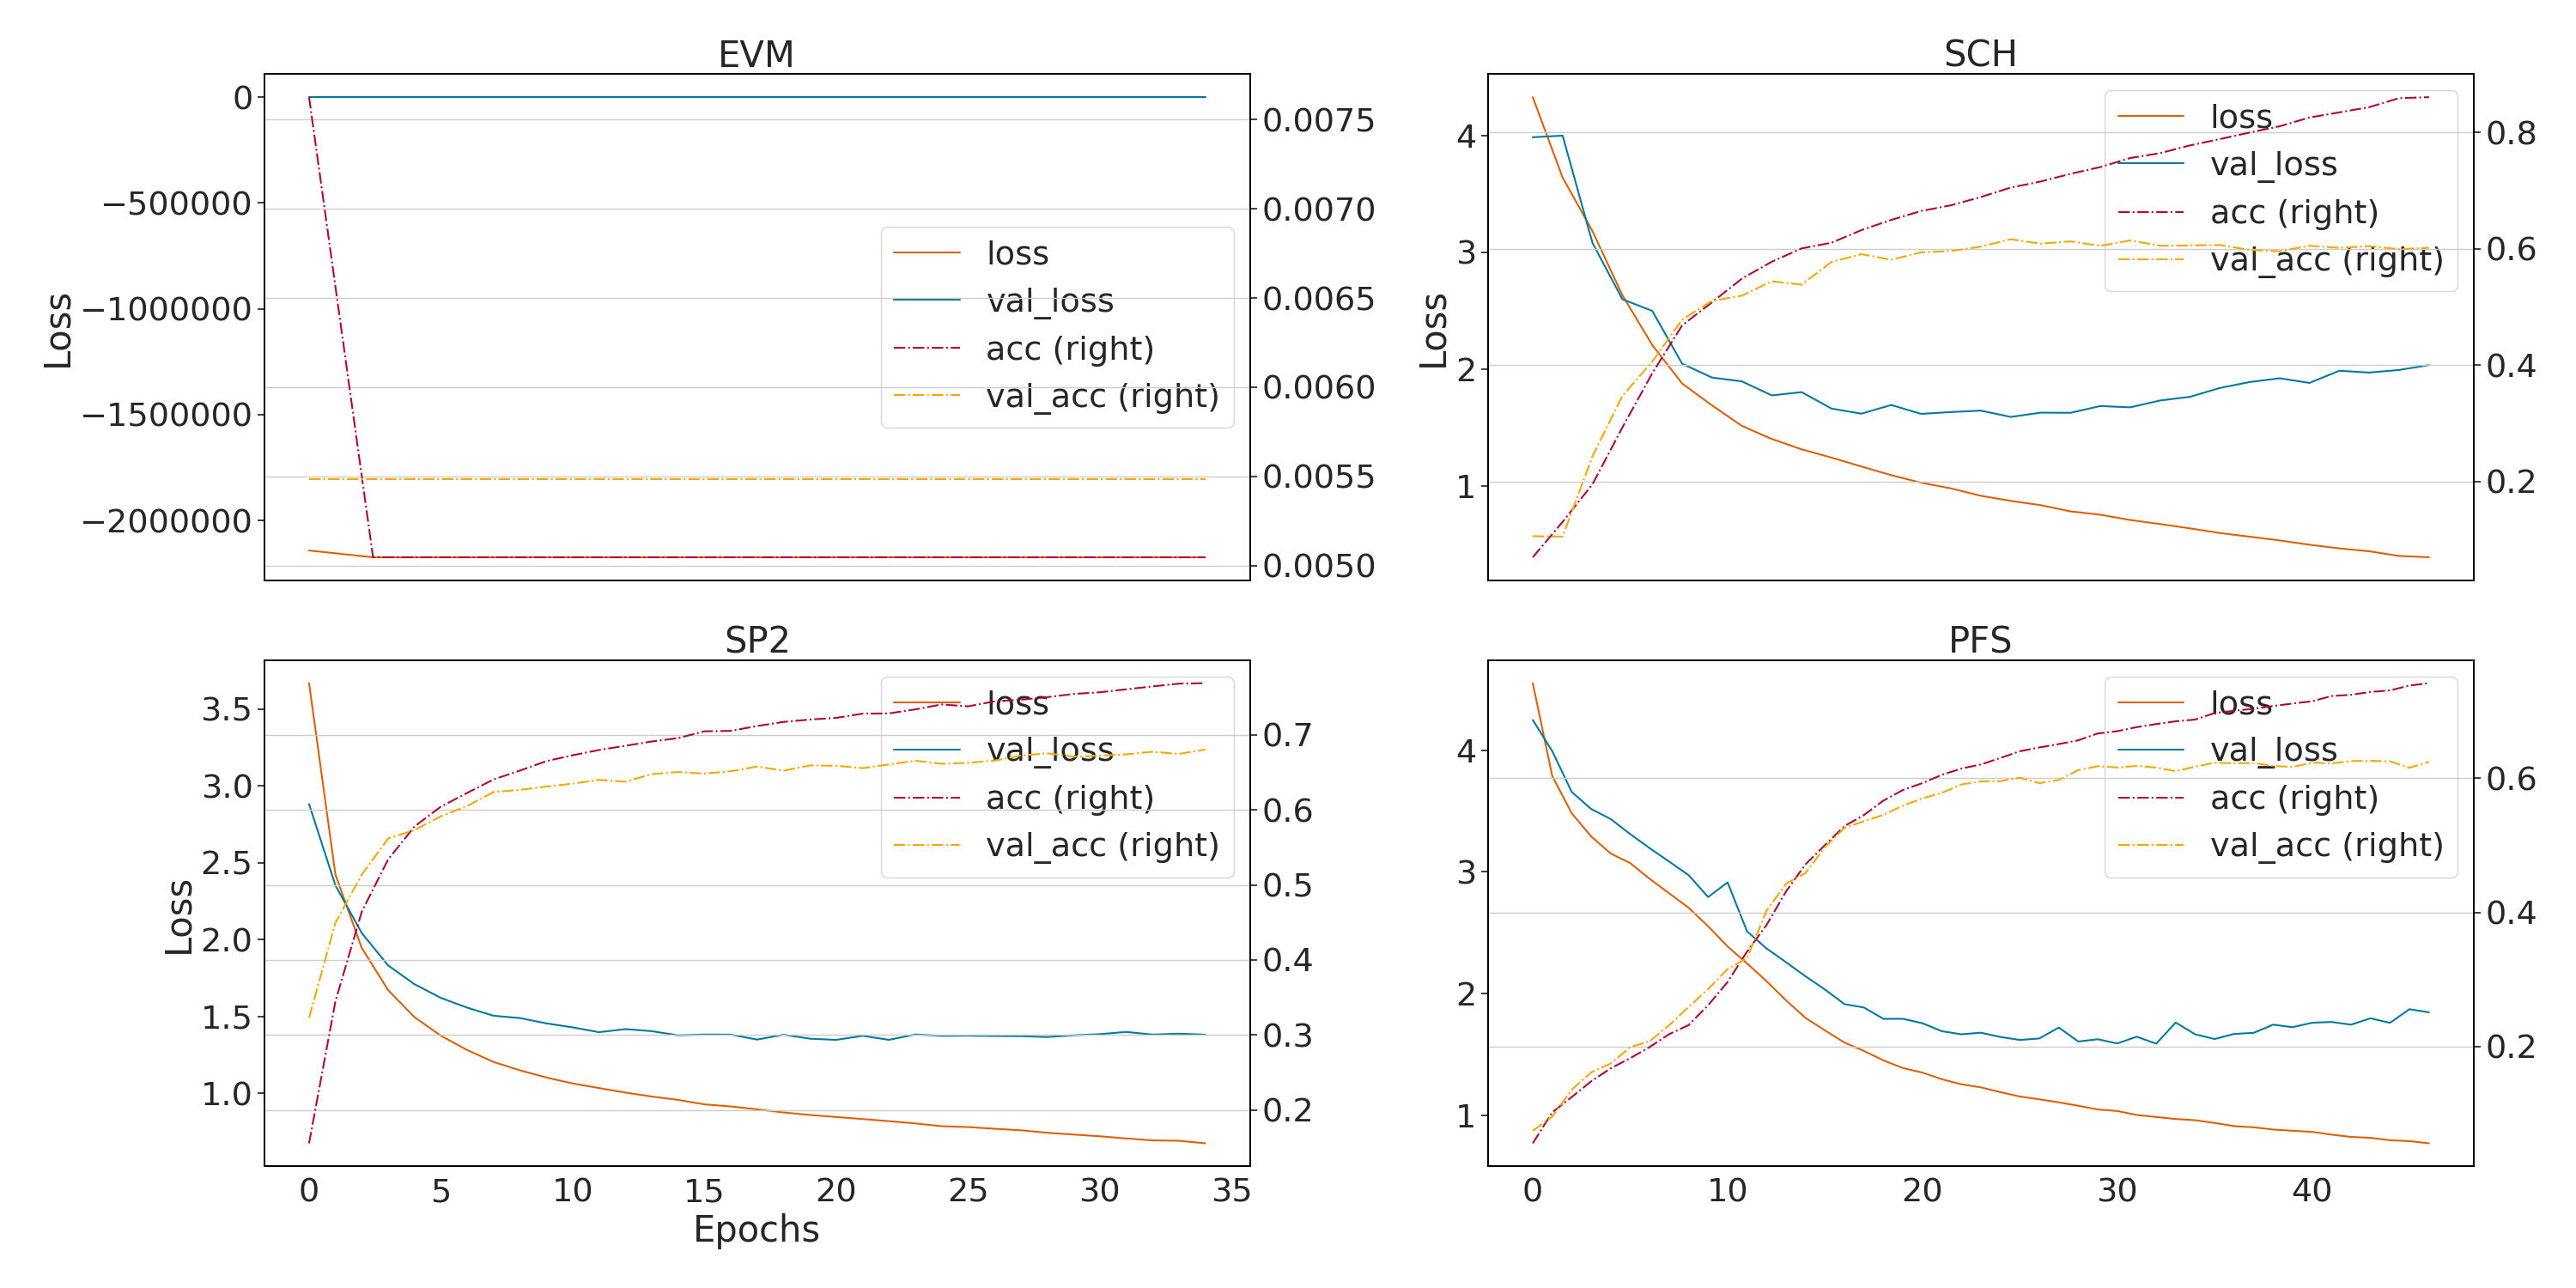 EVM
0
−500000
−1000000
−1500000
−2000000
Loss
0.0075
0.0070
0.0065
0.0060
0.0055
0.0050
loss
val_loss
acc (right)
val_acc (right)
SCH
4
3
2
1
Loss
0.8
0.6
0.4
0.2
loss
val_loss
acc (right)
val_acc (right)
SP2
3.5
3.0
2.5
2.0
1.5
1.0
Loss
0.7
0.6
0.5
0.4
0.3
0.2
loss
val_loss
acc (right)
val_acc (right)
0 5 10 15 20 25 30 35
Epochs
PFS
4
3
2
1
0.6
0.4
0.2
loss
val_loss
acc (right)
val_acc (right)
0 10 20 30 40